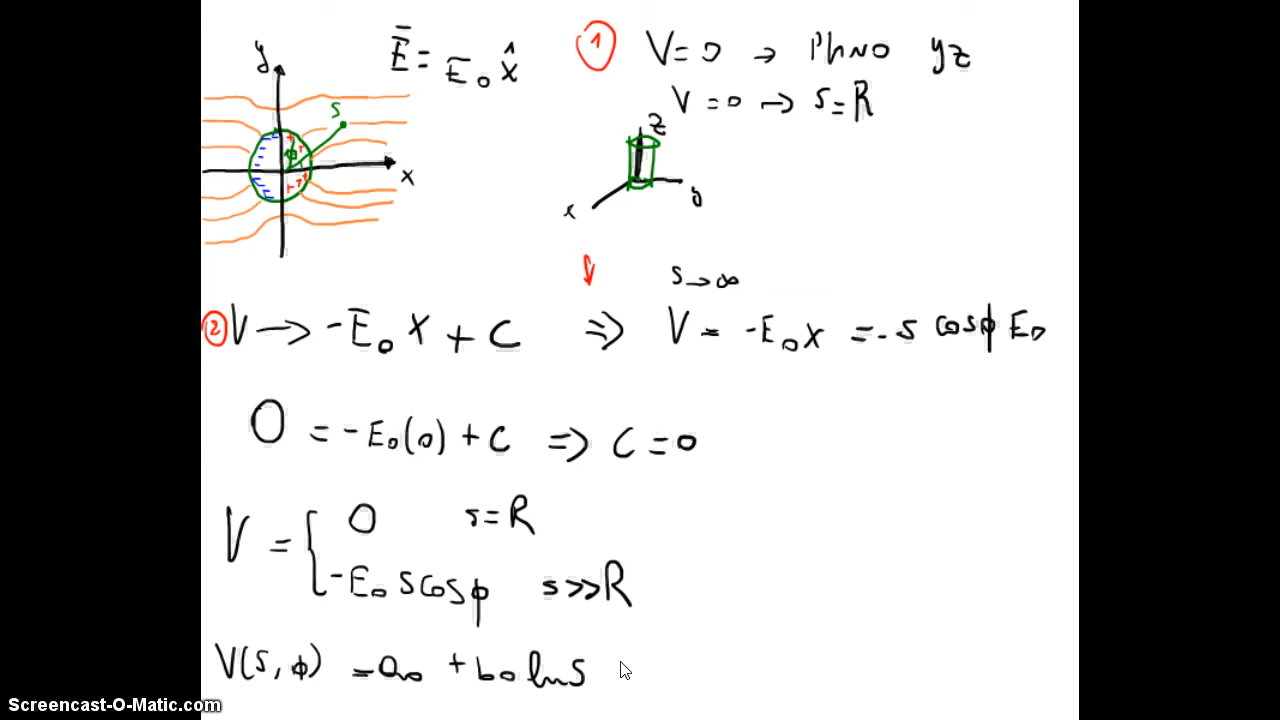 y
Ē = E₀ x̂
① V=0 → Plano yz
V=0 → s=R
s
φ
x
z
y
x
s→∞
② V → -E₀ x + C ⇒ V = -E₀x = -s cosφ E₀
0 = -E₀(0) + C ⇒ C = 0
V = { 0 s=R
-E₀ s cosφ s>>R
V(s, φ) = a₀ + b₀ ln s
Screencast-O-Matic.com